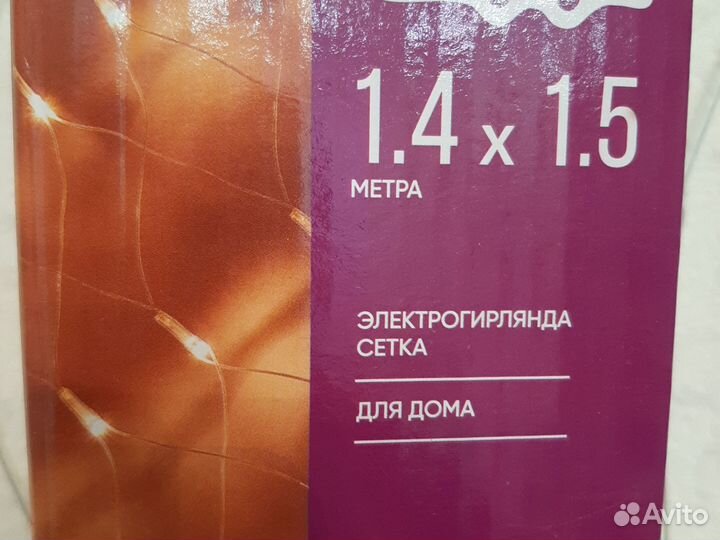 1.4 x 1.5
МЕТРА
ЭЛЕКТРОГИРЛЯНДА
СЕТКА
ДЛЯ ДОМА
Avito